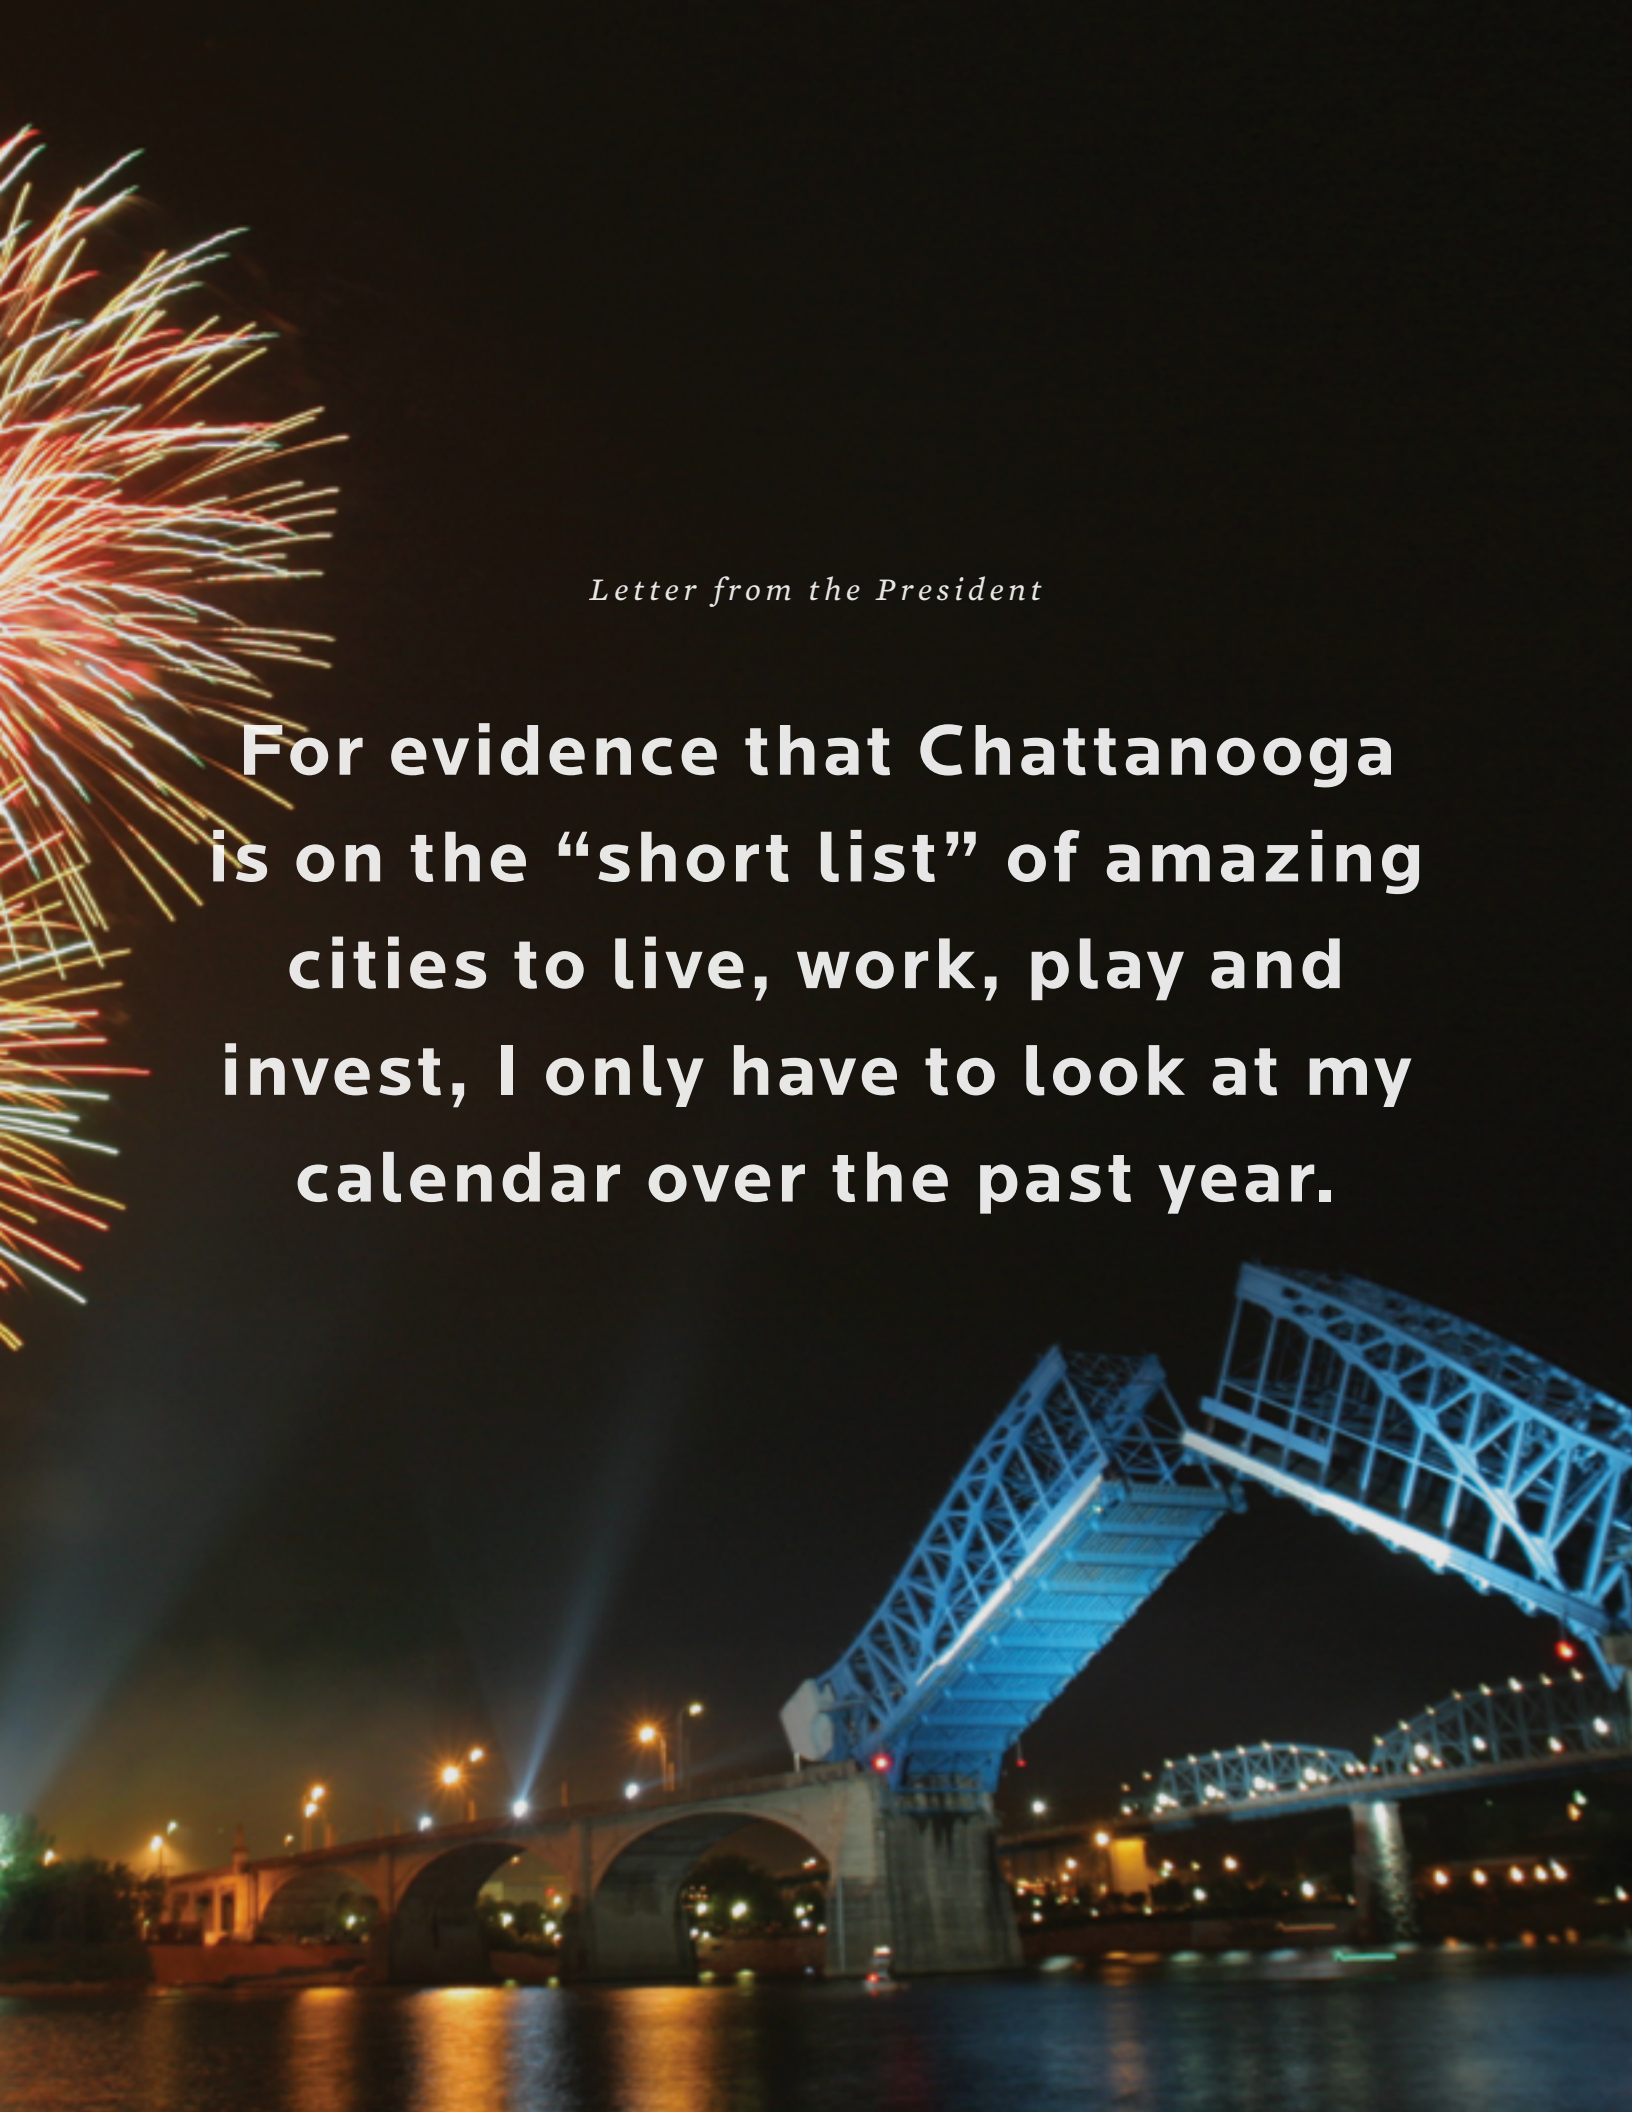 Letter from the President
For evidence that Chattanooga
is on the “short list” of amazing
cities to live, work, play and
invest, I only have to look at my
calendar over the past year.